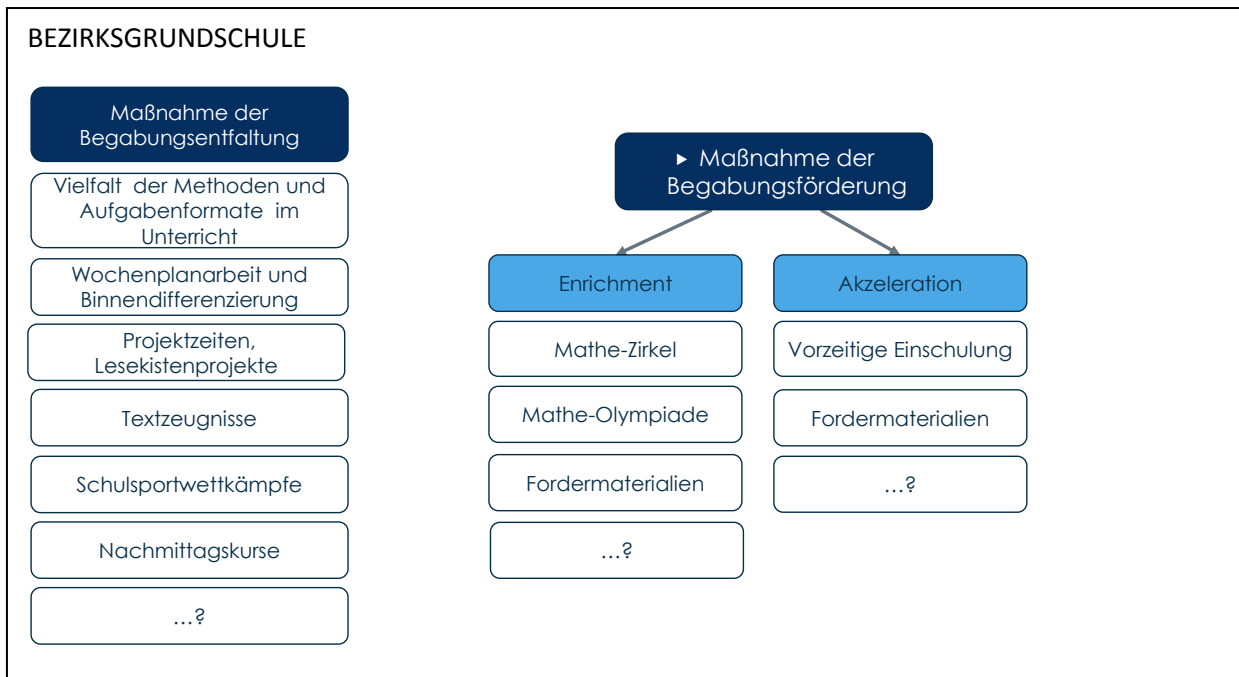 BEZIRKSGRUNDSCHULE
Maßnahme der
Begabungsentfaltung
Vielfalt der Methoden und
Aufgabenformate im
Unterricht
Wochenplanarbeit und
Binnendifferenzierung
Projektzeiten,
Lesekistenprojekte
Textzeugnisse
Schulsportwettkämpfe
Nachmittagskurse
…?
▶ Maßnahme der
Begabungsförderung
Enrichment
Mathe-Zirkel
Mathe-Olympiade
Fordermaterialien
…?
Akzeleration
Vorzeitige Einschulung
Fordermaterialien
…?